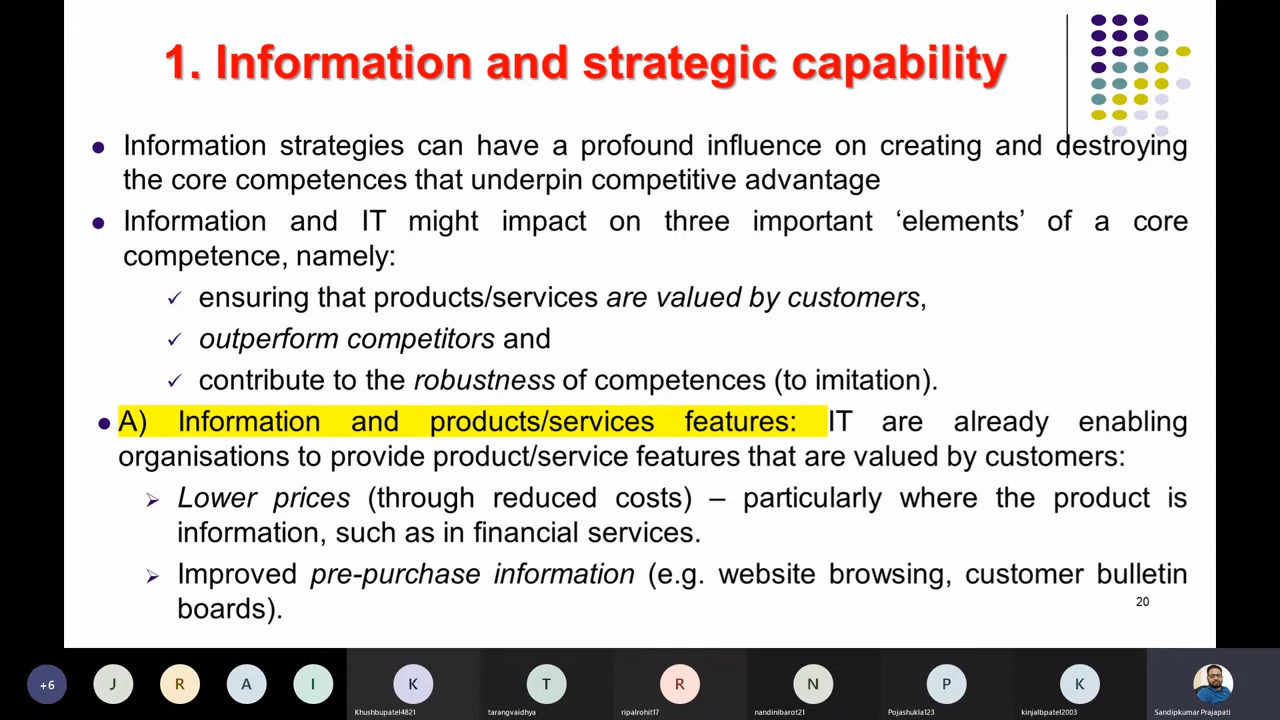 1. Information and strategic capability
Information strategies can have a profound influence on creating and destroying
the core competences that underpin competitive advantage
Information and IT might impact on three important ‘elements’ of a core
competence, namely:
ensuring that products/services are valued by customers,
outperform competitors and
contribute to the robustness of competences (to imitation).
A) Information and products/services features: IT are already enabling
organisations to provide product/service features that are valued by customers:
Lower prices (through reduced costs) – particularly where the product is
information, such as in financial services.
Improved pre-purchase information (e.g. website browsing, customer bulletin
boards).
20
+6 J R A I K T R N P K
Khushbupatel4821 tarangvaidhya ripalrohit17 nandinibarot21 Pojashukla123 kinjalbpatel2003 Sandipkumar Prajapati